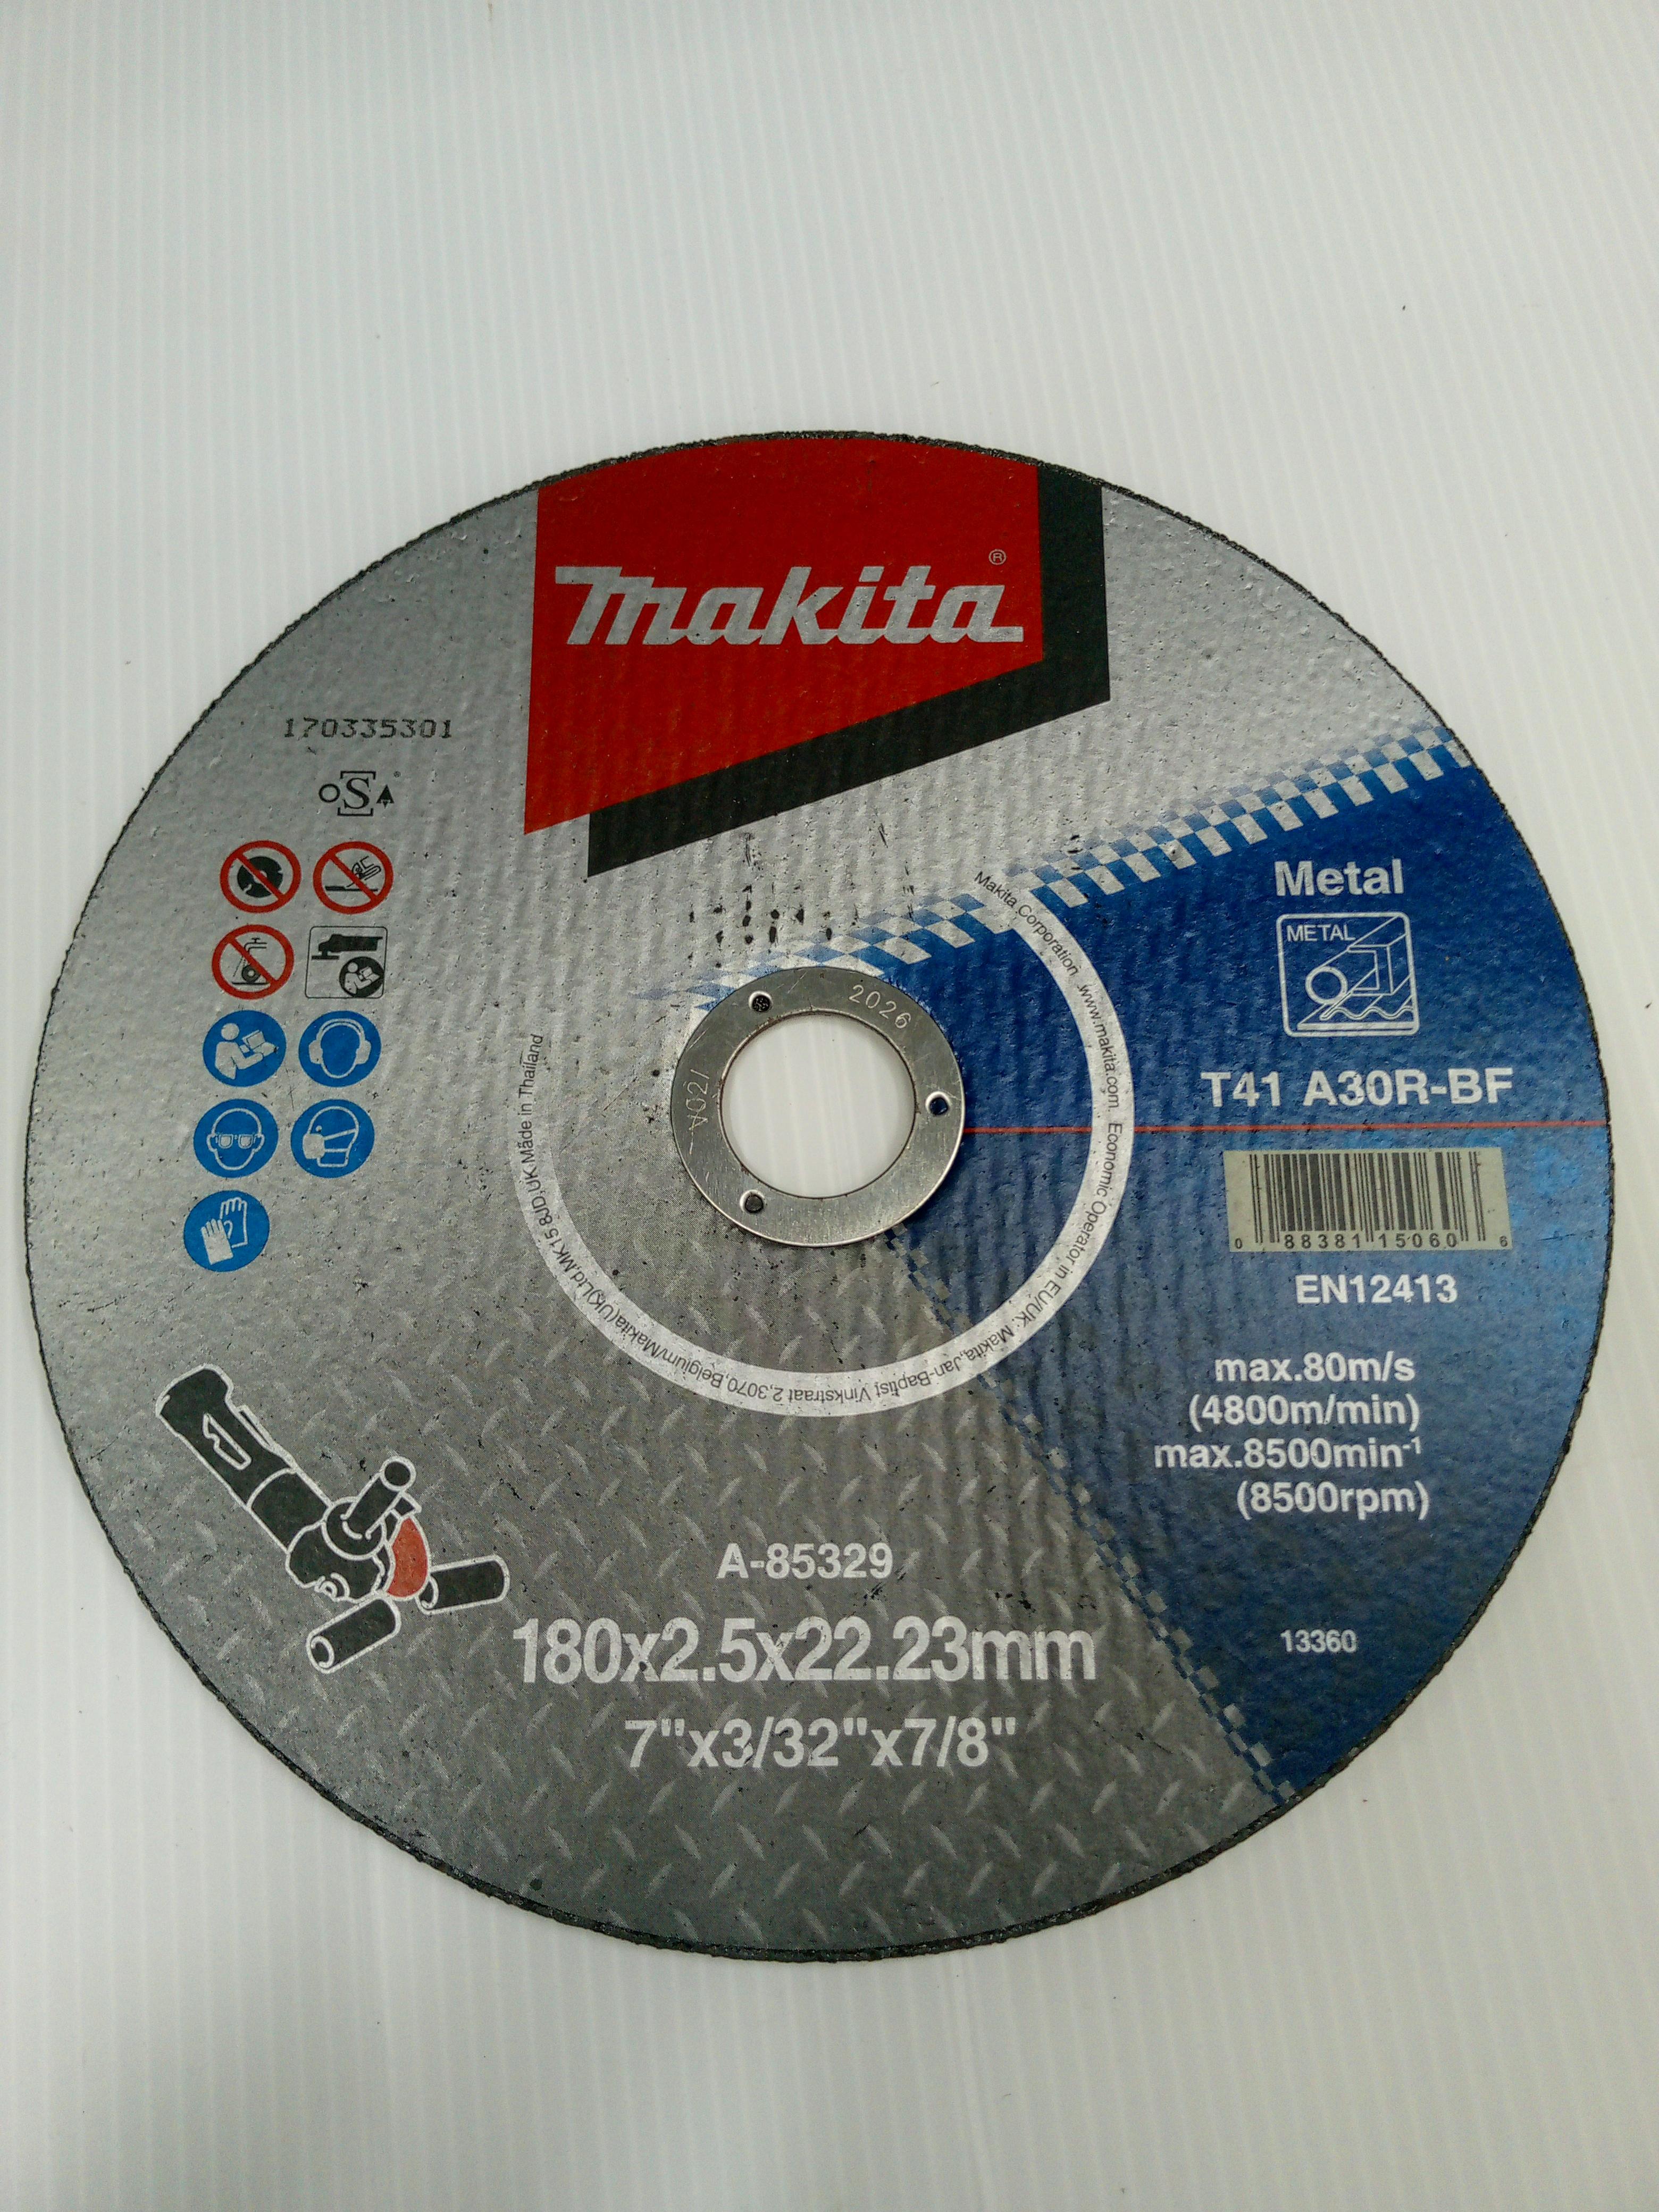 makita®
170335301
oSA®
Metal
METAL
T41 A30R-BF
0 88381 15060 6
EN12413
max.80m/s
(4800m/min)
max.8500min-1
(8500rpm)
Makita Corporation www.makita.com Economic Operator in EU/UK: Makita,Jan-Baptist Vinkstraat 2,3070 Belgium/Makita(UK)Ltd,MK15 8JD,UK Made in Thailand
2026
V02/
A-85329
180x2.5x22.23mm
7"x3/32"x7/8"
13360